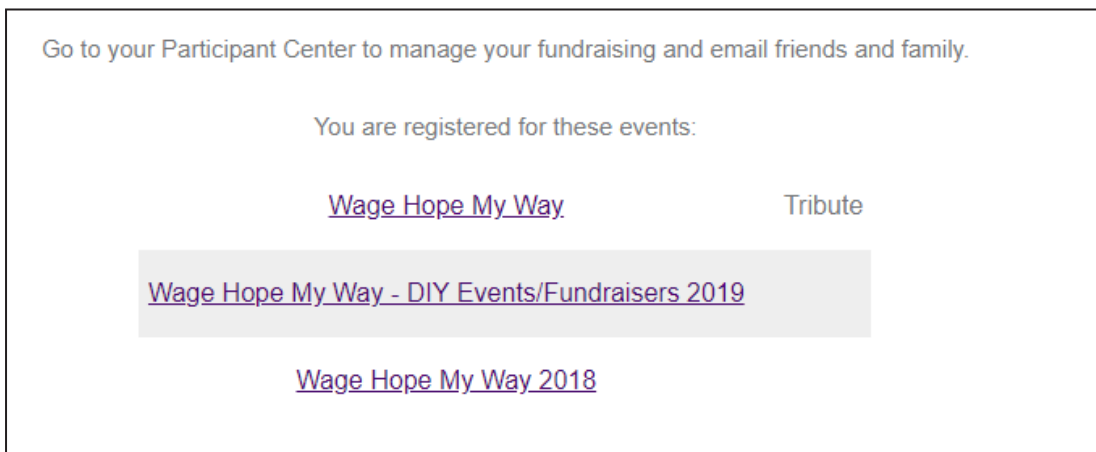 Go to your Participant Center to manage your fundraising and email friends and family.
You are registered for these events:
Wage Hope My Way Tribute
Wage Hope My Way - DIY Events/Fundraisers 2019
Wage Hope My Way 2018